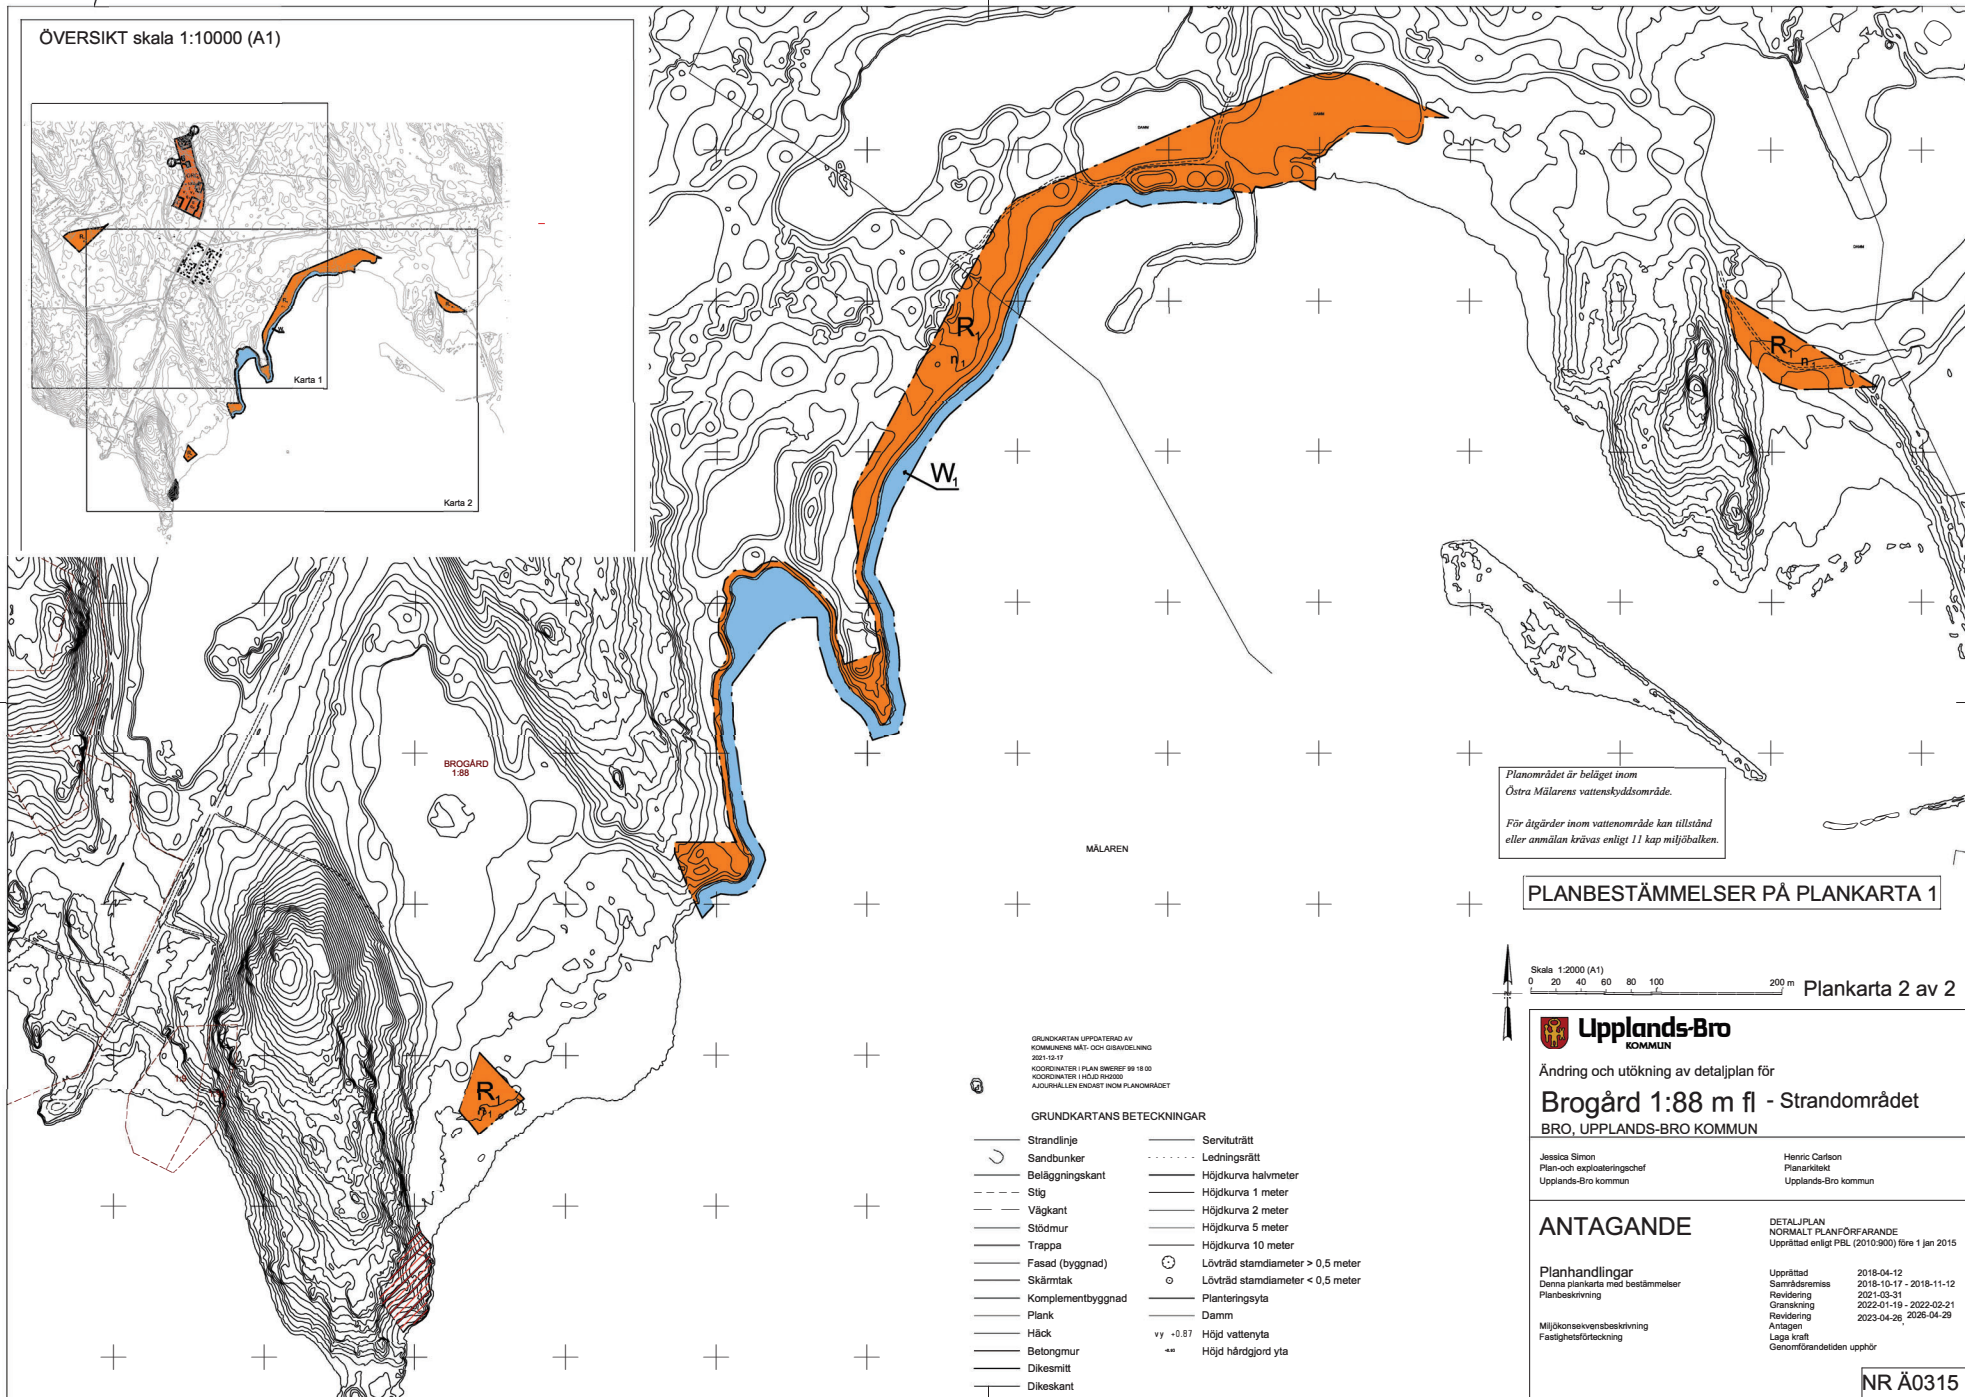 ÖVERSIKT skala 1:10000 (A1)
Karta 1
Karta 2
DAMM
DAMM
DAMM
R1
n1
R1 n1
W1
BROGÅRD
1:88
MÄLAREN
R1
n1
1:9
Planområdet är beläget inom
Östra Mälarens vattenskyddsområde.
För åtgärder inom vattenområde kan tillstånd
eller anmälan krävas enligt 11 kap miljöbalken.
PLANBESTÄMMELSER PÅ PLANKARTA 1
Skala 1:2000 (A1)
0 20 40 60 80 100 200 m
Plankarta 2 av 2
GRUNDKARTAN UPPDATERAD AV
KOMMUNENS MÄT- OCH GISAVDELNING
2021-12-17
KOORDINATER I PLAN SWEREF 99 18 00
KOORDINATER I HÖJD RH2000
AJOURHÅLLEN ENDAST INOM PLANOMRÅDET
GRUNDKARTANS BETECKNINGAR
Strandlinje
Sandbunker
Beläggningskant
Stig
Vägkant
Stödmur
Trappa
Fasad (byggnad)
Skärmtak
Komplementbyggnad
Plank
Häck
Betongmur
Dikesmitt
Dikeskant
Servituträtt
Ledningsrätt
Höjdkurva halvmeter
Höjdkurva 1 meter
Höjdkurva 2 meter
Höjdkurva 5 meter
Höjdkurva 10 meter
Lövträd stamdiameter > 0,5 meter
Lövträd stamdiameter < 0,5 meter
Planteringsyta
Damm
vy +0.87 Höjd vattenyta
Höjd hårdgjord yta
Upplands-Bro
KOMMUN
Ändring och utökning av detaljplan för
Brogård 1:88 m fl - Strandområdet
BRO, UPPLANDS-BRO KOMMUN
Jessica Simon
Plan-och exploateringschef
Upplands-Bro kommun
Henric Carlson
Planarkitekt
Upplands-Bro kommun
ANTAGANDE
DETALJPLAN
NORMALT PLANFÖRFARANDE
Upprättad enligt PBL (2010:900) före 1 jan 2015
Planhandlingar
Denna plankarta med bestämmelser
Planbeskrivning
Miljökonsekvensbeskrivning
Fastighetsförteckning
Upprättad 2018-04-12
Samrådsremiss 2018-10-17 - 2018-11-12
Revidering 2021-03-31
Granskning 2022-01-19 - 2022-02-21
Revidering 2023-04-26, 2026-04-29
Antagen
Laga kraft
Genomförandetiden upphör
NR Ä0315